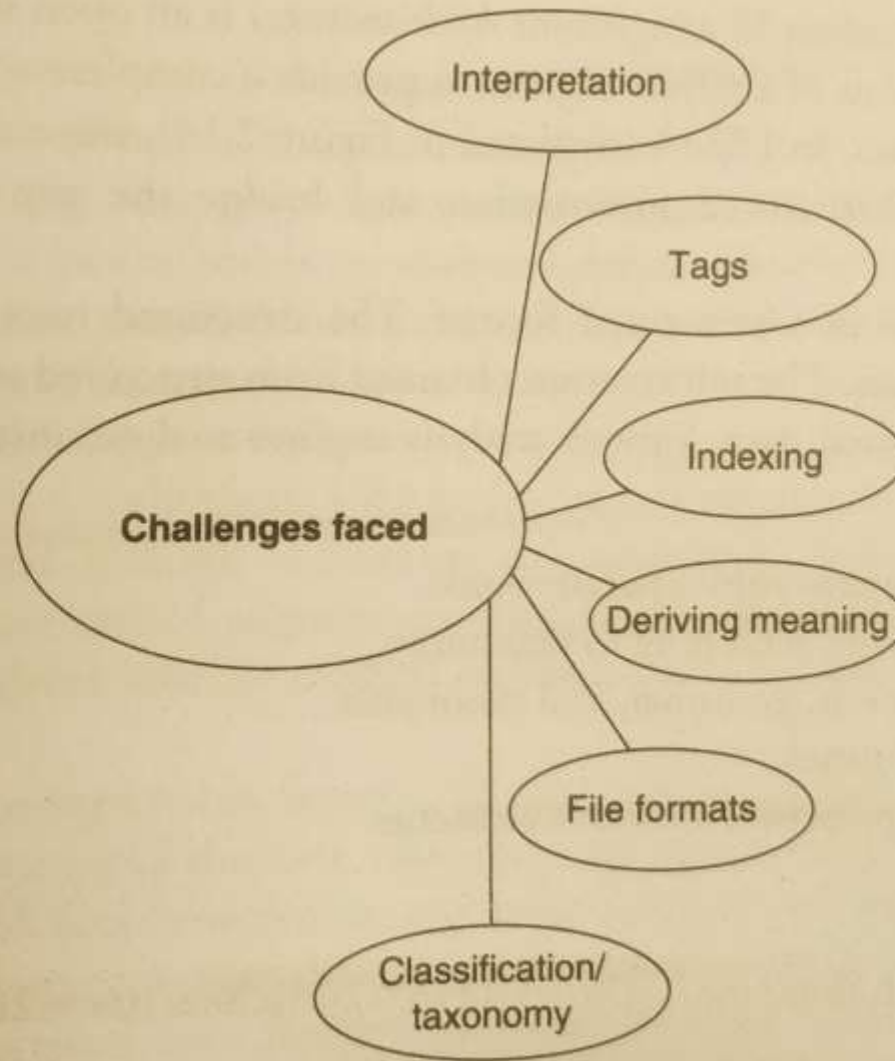 Interpretation
Tags
Indexing
Challenges faced
Deriving meaning
File formats
Classification/
taxonomy